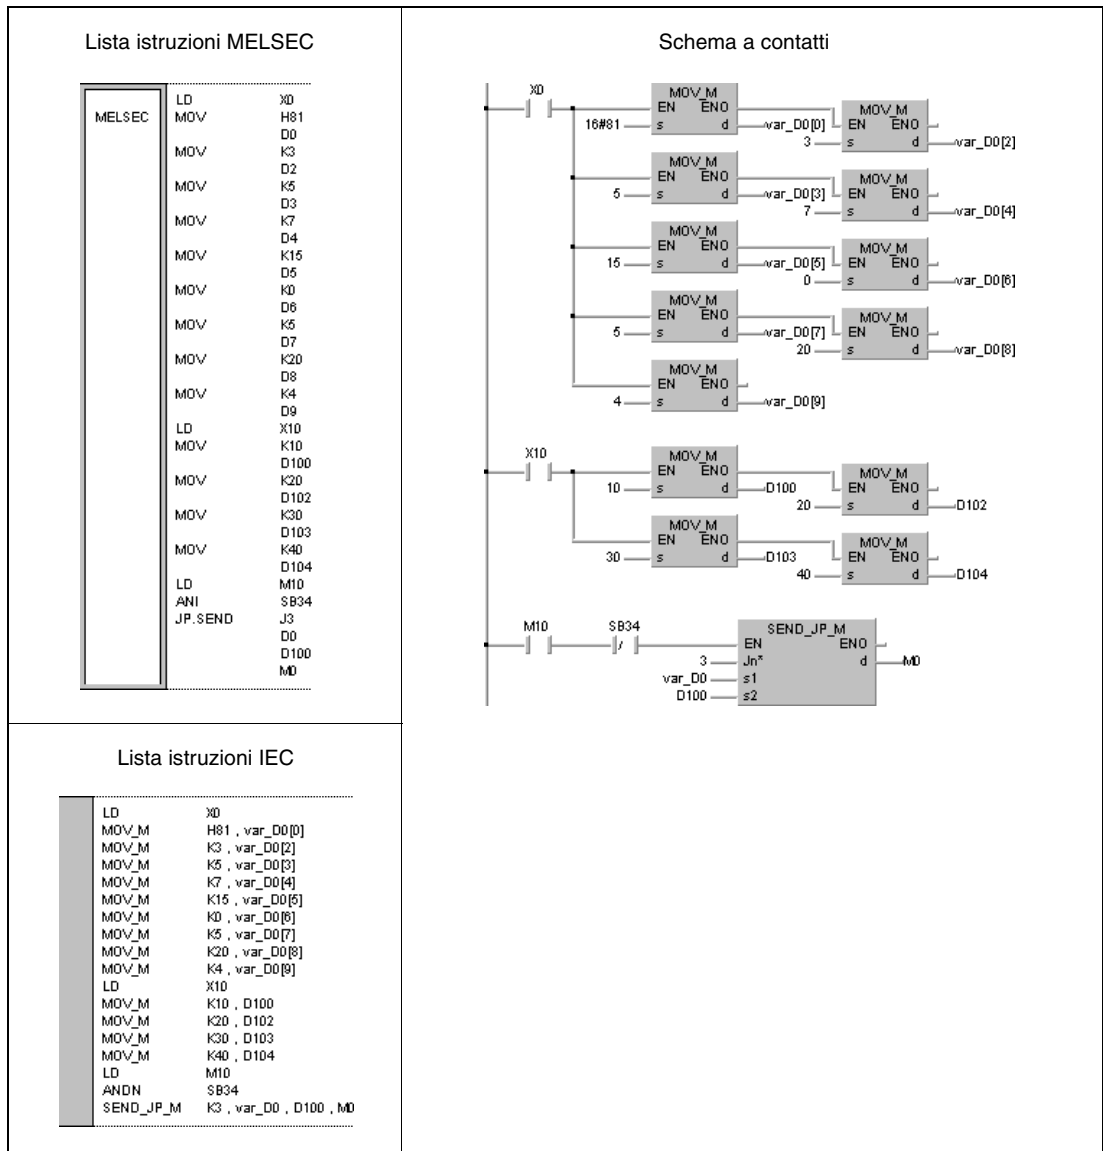 Lista istruzioni MELSEC
MELSEC
LD X0
MOV H81
D0
MOV K3
D2
MOV K5
D3
MOV K7
D4
MOV K15
D5
MOV K0
D6
MOV K5
D7
MOV K20
D8
MOV K4
D9
LD X10
MOV K10
D100
MOV K20
D102
MOV K30
D103
MOV K40
D104
LD M10
ANI SB34
JP.SEND J3
D0
D100
M0
Schema a contatti
X0
MOV_M
EN ENO
16#81 s d var_D0[0]
MOV_M
EN ENO
3 s d var_D0[2]
MOV_M
EN ENO
5 s d var_D0[3]
MOV_M
EN ENO
7 s d var_D0[4]
MOV_M
EN ENO
15 s d var_D0[5]
MOV_M
EN ENO
0 s d var_D0[6]
MOV_M
EN ENO
5 s d var_D0[7]
MOV_M
EN ENO
20 s d var_D0[8]
MOV_M
EN ENO
4 s d var_D0[9]
X10
MOV_M
EN ENO
10 s d D100
MOV_M
EN ENO
20 s d D102
MOV_M
EN ENO
30 s d D103
MOV_M
EN ENO
40 s d D104
M10 SB34
SEND_JP_M
EN ENO
3 Jn* d M0
var_D0 s1
D100 s2
Lista istruzioni IEC
LD X0
MOV_M H81 , var_D0[0]
MOV_M K3 , var_D0[2]
MOV_M K5 , var_D0[3]
MOV_M K7 , var_D0[4]
MOV_M K15 , var_D0[5]
MOV_M K0 , var_D0[6]
MOV_M K5 , var_D0[7]
MOV_M K20 , var_D0[8]
MOV_M K4 , var_D0[9]
LD X10
MOV_M K10 , D100
MOV_M K20 , D102
MOV_M K30 , D103
MOV_M K40 , D104
LD M10
ANDN SB34
SEND_JP_M K3 , var_D0 , D100 , M0